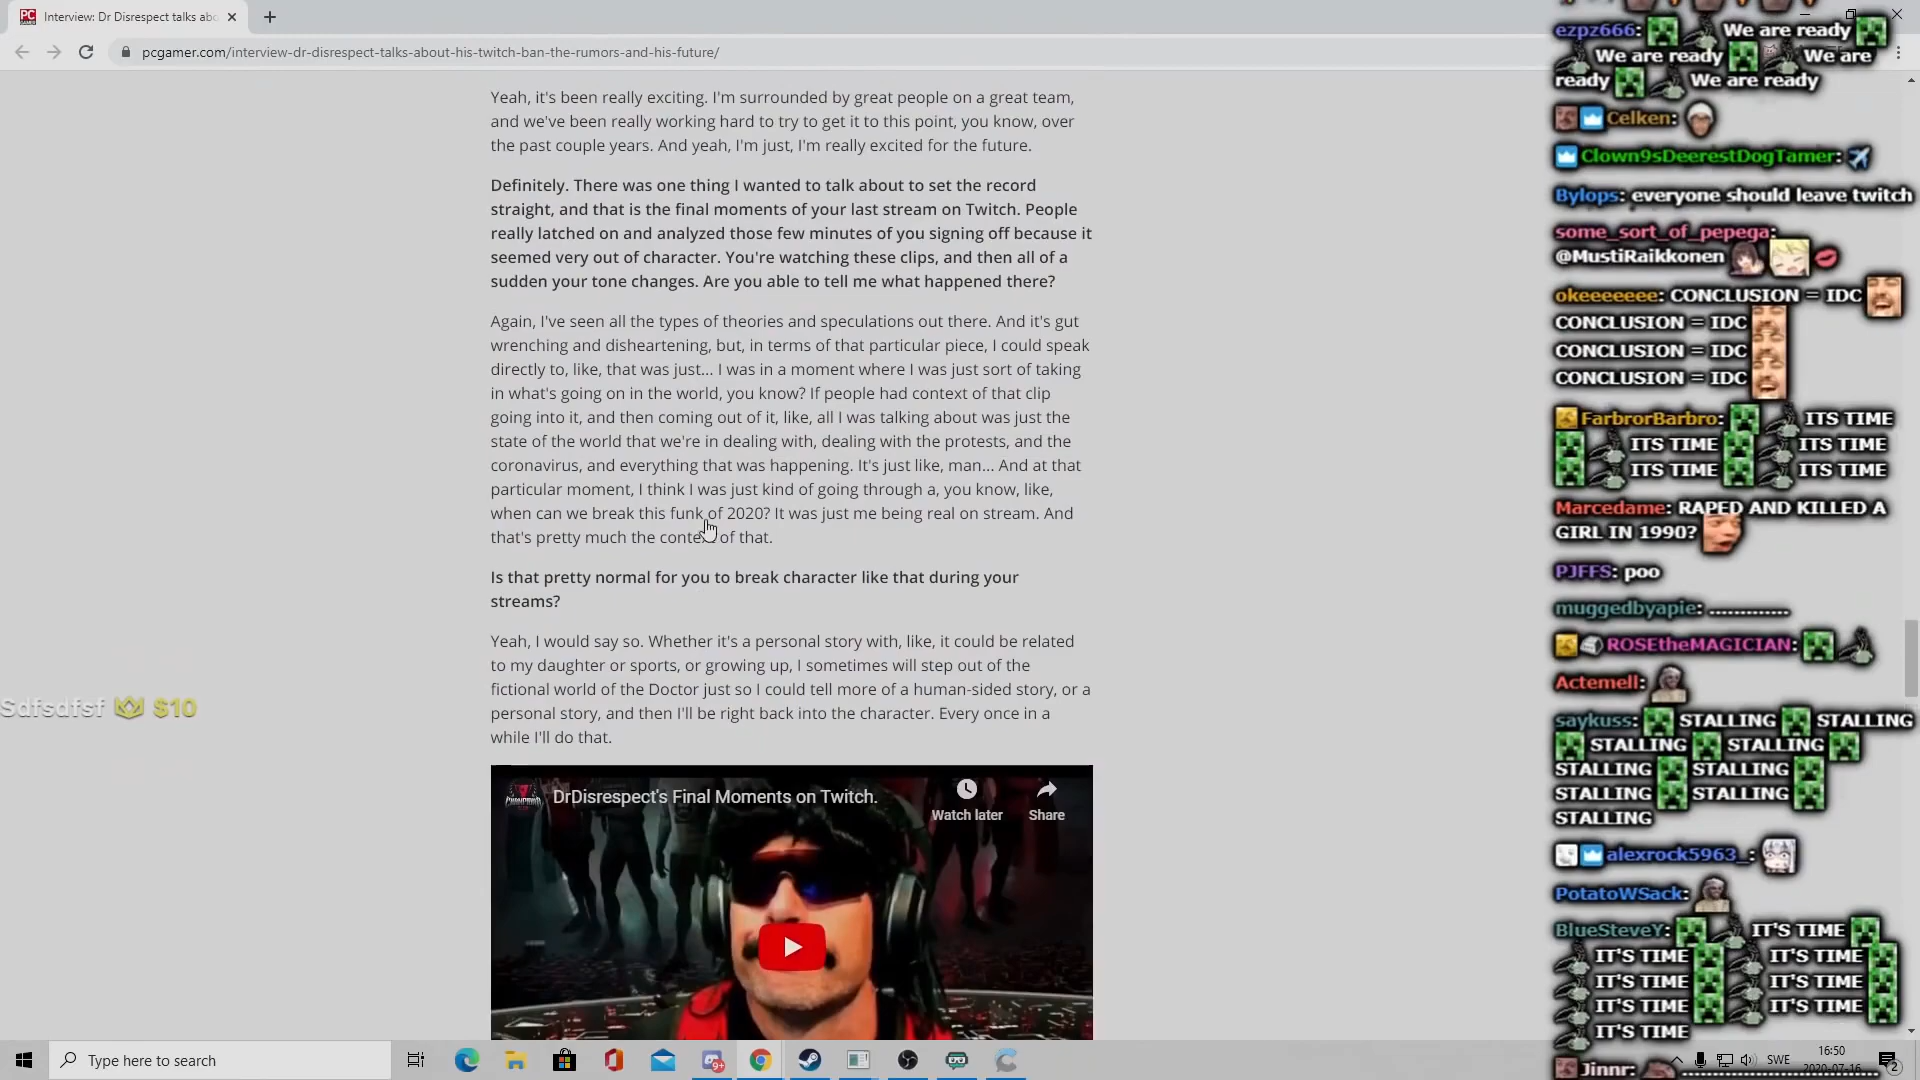 Interview: Dr Disrespect talks abo
pcgamer.com/interview-dr-disrespect-talks-about-his-twitch-ban-the-rumors-and-his-future/
Yeah, it's been really exciting. I'm surrounded by great people on a great team,
and we've been really working hard to try to get it to this point, you know, over
the past couple years. And yeah, I'm just, I'm really excited for the future.
Definitely. There was one thing I wanted to talk about to set the record
straight, and that is the final moments of your last stream on Twitch. People
really latched on and analyzed those few minutes of you signing off because it
seemed very out of character. You're watching these clips, and then all of a
sudden your tone changes. Are you able to tell me what happened there?
Again, I've seen all the types of theories and speculations out there. And it's gut
wrenching and disheartening, but, in terms of that particular piece, I could speak
directly to, like, that was just... I was in a moment where I was just sort of taking
in what's going on in the world, you know? If people had context of that clip
going into it, and then coming out of it, like, all I was talking about was just the
state of the world that we're in dealing with, dealing with the protests, and the
coronavirus, and everything that was happening. It's just like, man... And at that
particular moment, I think I was just kind of going through a, you know, like,
when can we break this funk of 2020? It was just me being real on stream. And
that's pretty much the context of that.
Is that pretty normal for you to break character like that during your
streams?
Yeah, I would say so. Whether it's a personal story with, like, it could be related
to my daughter or sports, or growing up, I sometimes will step out of the
fictional world of the Doctor just so I could tell more of a human-sided story, or a
personal story, and then I'll be right back into the character. Every once in a
while I'll do that.
DrDisrespect's Final Moments on Twitch.
Watch later
Share
Sdfsdfsf $10
ezpz666: We are ready
We are ready We are
ready We are ready
Celken:
Clown9sDeerestDogTamer:
Bylops: everyone should leave twitch
some_sort_of_pepega:
@MustiRaikkonen
okeeeeeee: CONCLUSION = IDC
CONCLUSION = IDC
CONCLUSION = IDC
CONCLUSION = IDC
FarbrorBarbro: ITS TIME
ITS TIME ITS TIME
ITS TIME ITS TIME
Marcedame: RAPED AND KILLED A
GIRL IN 1990?
PJFFS: poo
muggedbyapie: .............
ROSEtheMAGICIAN:
Actemell:
saykuss: STALLING STALLING
STALLING STALLING
STALLING STALLING
STALLING STALLING
STALLING
alexrock5963_:
PotatoWSack:
BlueSteveY: IT'S TIME
IT'S TIME IT'S TIME
IT'S TIME IT'S TIME
IT'S TIME IT'S TIME
IT'S TIME
Jinnr:
Type here to search
9+
SWE
16:50
2020-07-16
2